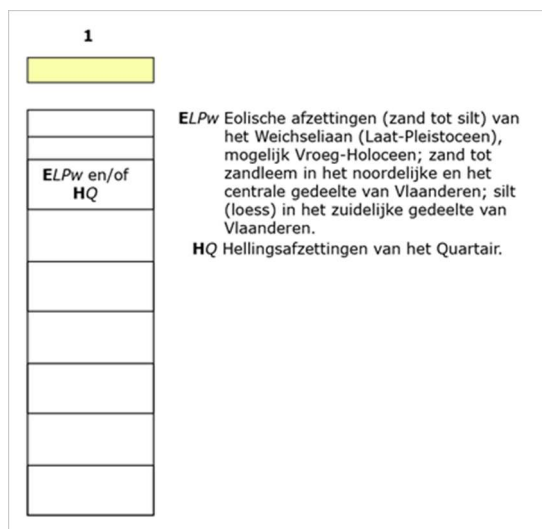 1
ELPw en/of
HQ
ELPw Eolische afzettingen (zand tot silt) van
het Weichseliaan (Laat-Pleistoceen),
mogelijk Vroeg-Holoceen; zand tot
zandleem in het noordelijke en het
centrale gedeelte van Vlaanderen; silt
(loess) in het zuidelijke gedeelte van
Vlaanderen.
HQ Hellingsafzettingen van het Quartair.